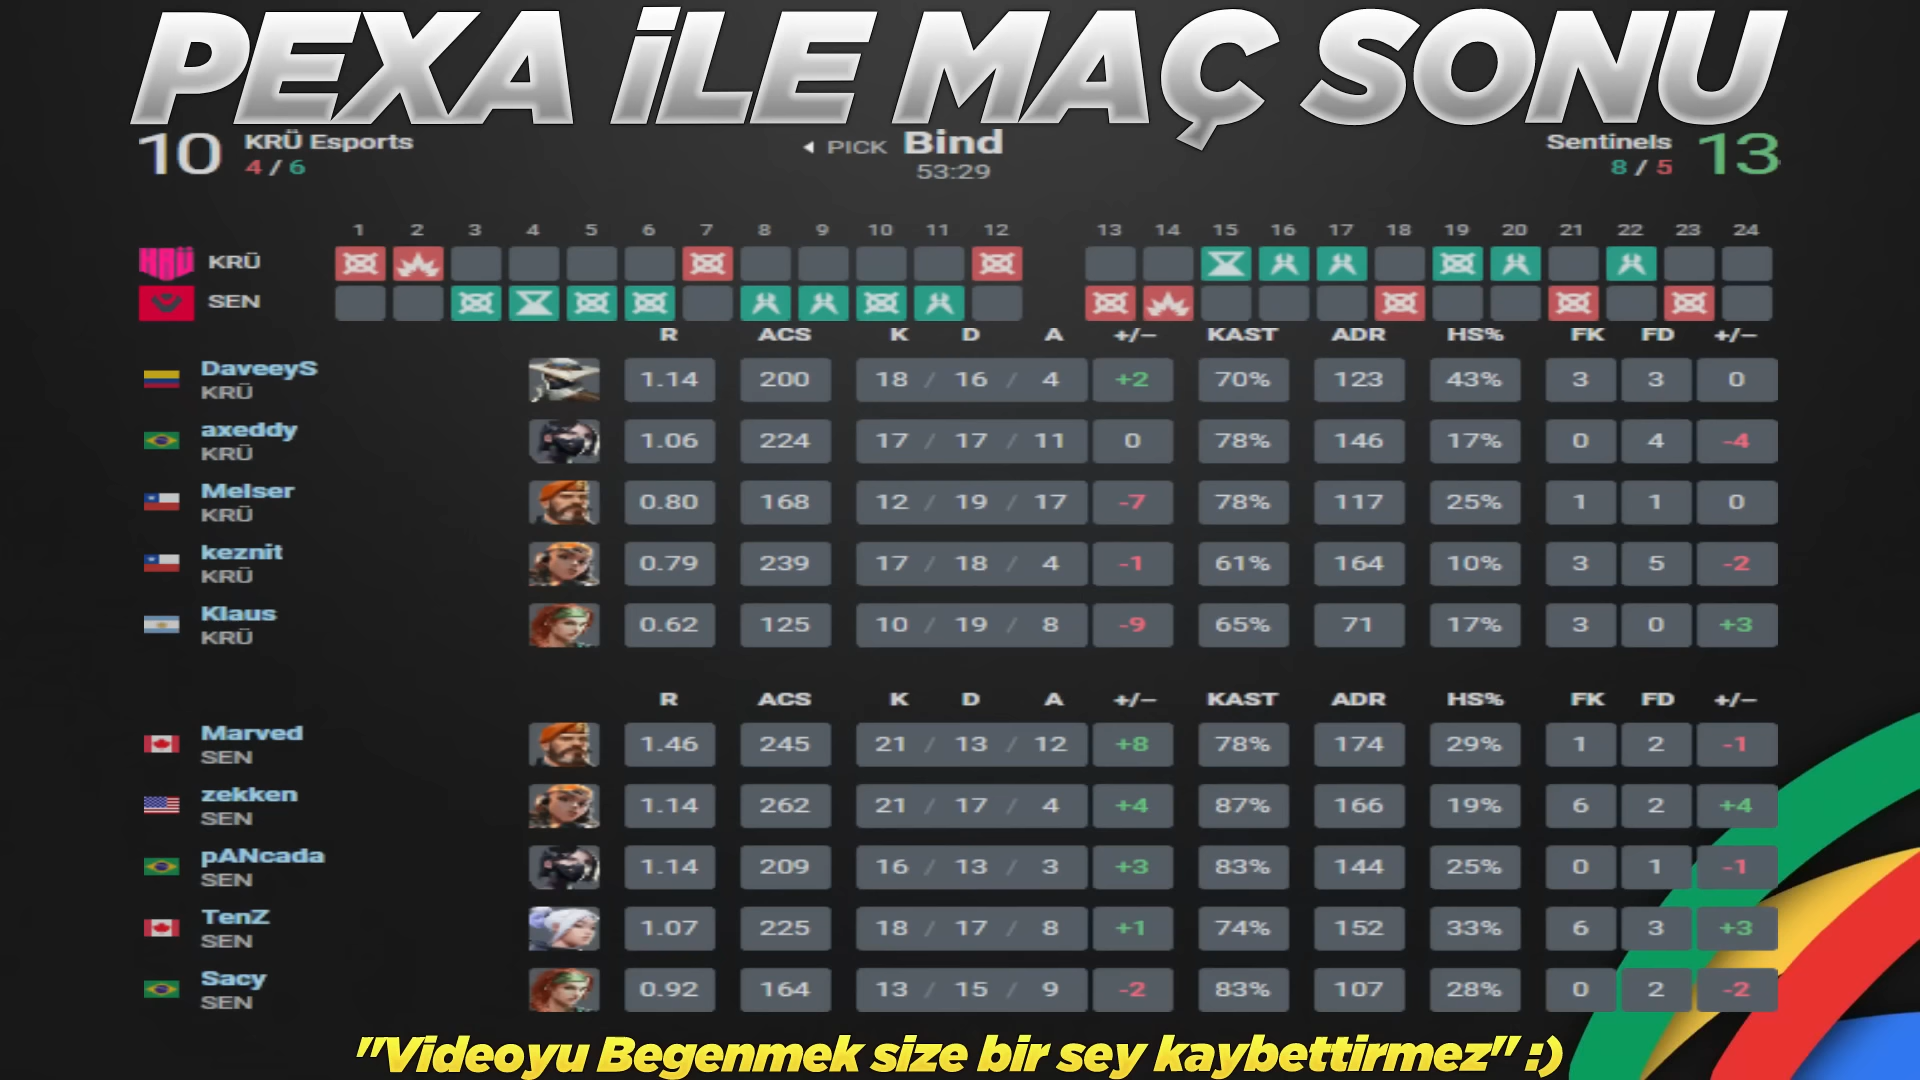 PEXA iLE MAÇ SONU
10 KRÜ Esports 4 / 6 PICK Bind 53:29 Sentinels 8 / 5 13
1 2 3 4 5 6 7 8 9 10 11 12 13 14 15 16 17 18 19 20 21 22 23 24
KRÜ KRÜ
SEN
R ACS K D A +/– KAST ADR HS% FK FD +/–
DaveeyS KRÜ 1.14 200 18 / 16 / 4 +2 70% 123 43% 3 3 0
axeddy KRÜ 1.06 224 17 / 17 / 11 0 78% 146 17% 0 4 -4
Melser KRÜ 0.80 168 12 / 19 / 17 -7 78% 117 25% 1 1 0
keznit KRÜ 0.79 239 17 / 18 / 4 -1 61% 164 10% 3 5 -2
Klaus KRÜ 0.62 125 10 / 19 / 8 -9 65% 71 17% 3 0 +3
R ACS K D A +/– KAST ADR HS% FK FD +/–
Marved SEN 1.46 245 21 / 13 / 12 +8 78% 174 29% 1 2 -1
zekken SEN 1.14 262 21 / 17 / 4 +4 87% 166 19% 6 2 +4
pANcada SEN 1.14 209 16 / 13 / 3 +3 83% 144 25% 0 1 -1
TenZ SEN 1.07 225 18 / 17 / 8 +1 74% 152 33% 6 3 +3
Sacy SEN 0.92 164 13 / 15 / 9 -2 83% 107 28% 0 2 -2
"Videoyu Begenmek size bir sey kaybettirmez" :)